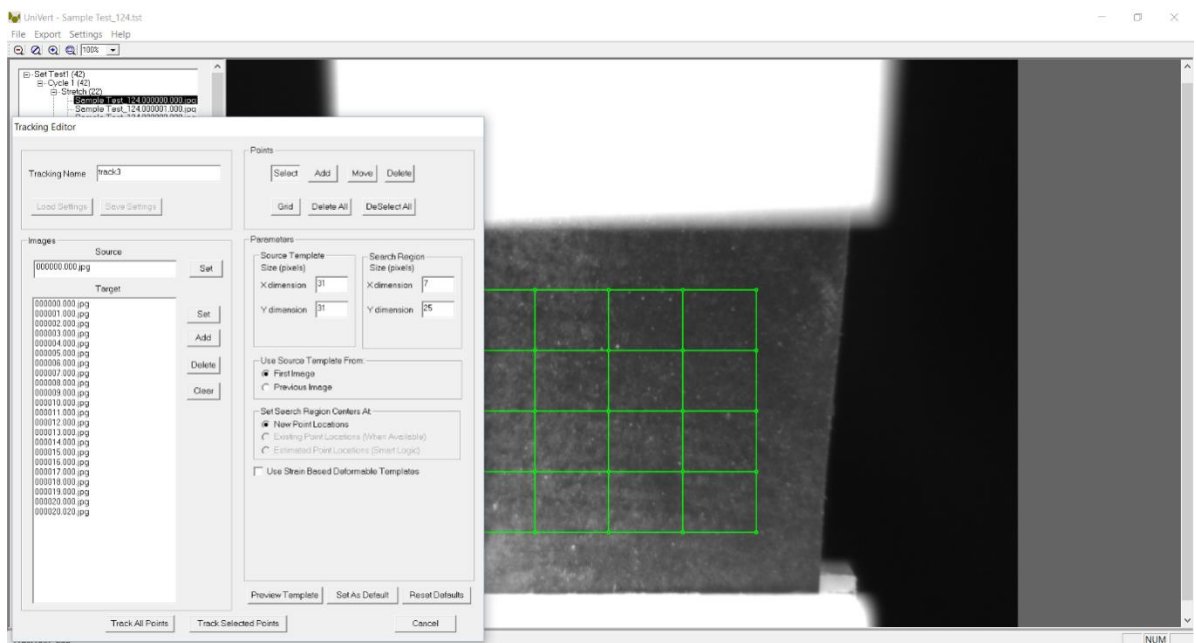 UniVert - Sample Test_124.tst
File Export Settings Help
100%
Set Test1 (42)
Cycle 1 (42)
Stretch (22)
Sample Test_124.000000.000.jpg
Sample Test_124.000001.000.jpg
Tracking Editor
Tracking Name track3
Load Settings Save Settings
Points
Select Add Move Delete
Grid Delete All DeSelect All
Images
Source
000000.000.jpg Set
Target
000000.000.jpg
000001.000.jpg
000002.000.jpg
000003.000.jpg
000004.000.jpg
000005.000.jpg
000006.000.jpg
000007.000.jpg
000008.000.jpg
000009.000.jpg
000010.000.jpg
000011.000.jpg
000012.000.jpg
000013.000.jpg
000014.000.jpg
000015.000.jpg
000016.000.jpg
000017.000.jpg
000018.000.jpg
000019.000.jpg
000020.000.jpg
000020.020.jpg
Set
Add
Delete
Clear
Parameters
Source Template
Size (pixels)
X dimension 31
Y dimension 31
Search Region
Size (pixels)
X dimension 7
Y dimension 25
Use Source Template From:
First Image
Previous Image
Set Search Region Centers At:
New Point Locations
Existing Point Locations (When Available)
Estimated Point Locations (Smart Logic)
Use Strain Based Deformable Templates
Preview Template Set As Default Reset Defaults
Track All Points Track Selected Points Cancel
NUM